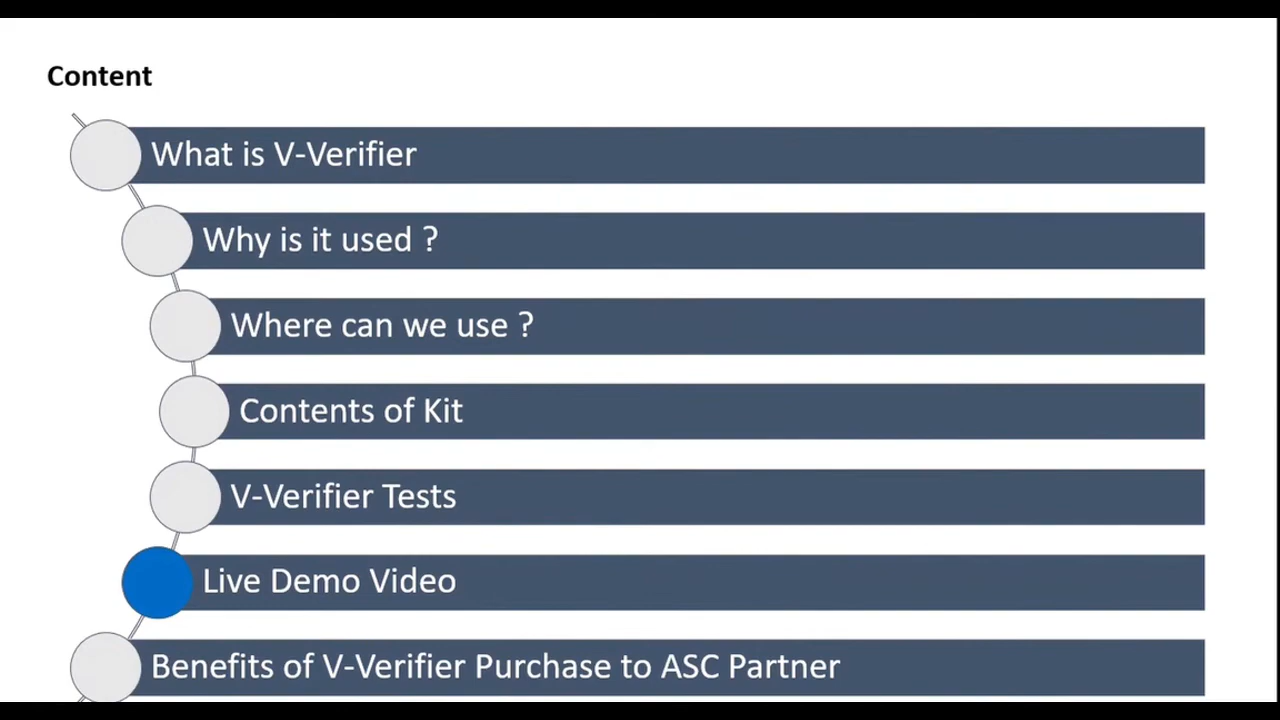 Content
What is V-Verifier
Why is it used ?
Where can we use ?
Contents of Kit
V-Verifier Tests
Live Demo Video
Benefits of V-Verifier Purchase to ASC Partner